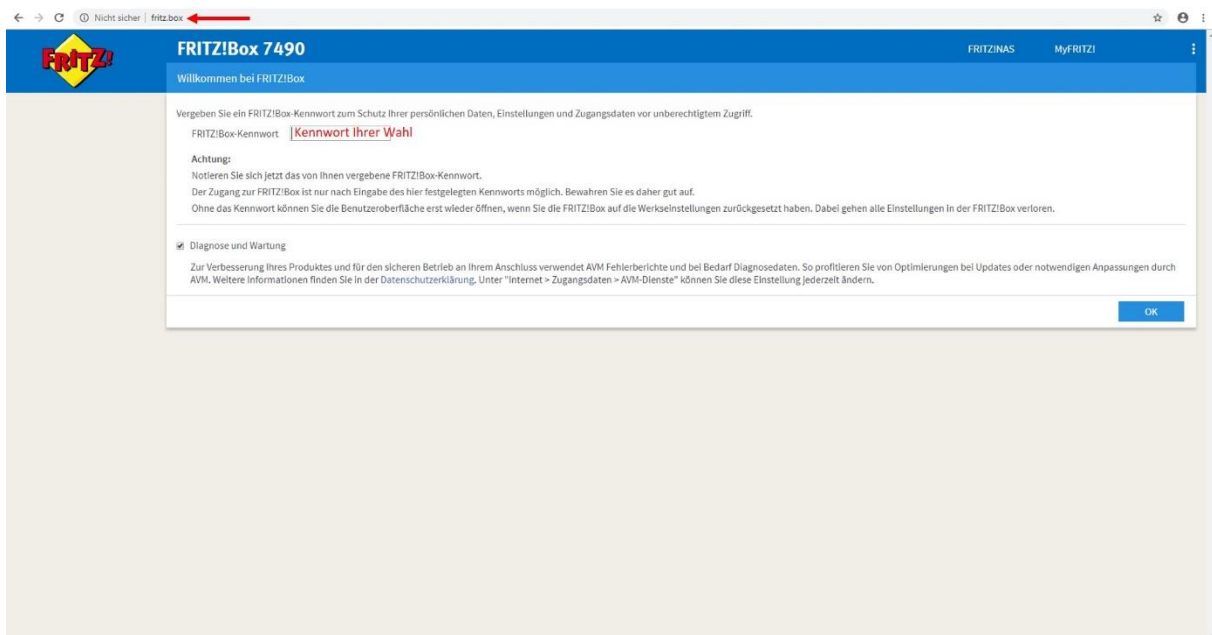 Nicht sicher | fritz.box
FRITZ!
FRITZ!Box 7490
FRITZ!NAS
MyFRITZ!
Willkommen bei FRITZ!Box
Vergeben Sie ein FRITZ!Box-Kennwort zum Schutz Ihrer persönlichen Daten, Einstellungen und Zugangsdaten vor unberechtigtem Zugriff.
FRITZ!Box-Kennwort Kennwort Ihrer Wahl
Achtung:
Notieren Sie sich jetzt das von Ihnen vergebene FRITZ!Box-Kennwort.
Der Zugang zur FRITZ!Box ist nur nach Eingabe des hier festgelegten Kennworts möglich. Bewahren Sie es daher gut auf.
Ohne das Kennwort können Sie die Benutzeroberfläche erst wieder öffnen, wenn Sie die FRITZ!Box auf die Werkseinstellungen zurückgesetzt haben. Dabei gehen alle Einstellungen in der FRITZ!Box verloren.
Diagnose und Wartung
Zur Verbesserung Ihres Produktes und für den sicheren Betrieb an Ihrem Anschluss verwendet AVM Fehlerberichte und bei Bedarf Diagnosedaten. So profitieren Sie von Optimierungen bei Updates oder notwendigen Anpassungen durch
AVM. Weitere Informationen finden Sie in der Datenschutzerklärung. Unter "Internet > Zugangsdaten > AVM-Dienste" können Sie diese Einstellung jederzeit ändern.
OK